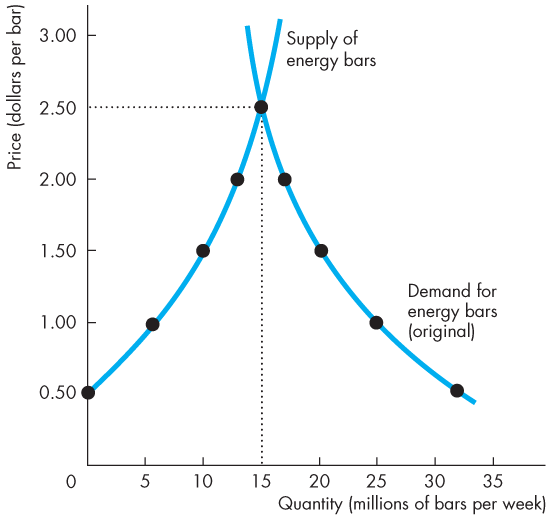 Price (dollars per bar)
3.00
2.50
2.00
1.50
1.00
0.50
0
Supply of
energy bars
Demand for
energy bars
(original)
5 10 15 20 25 30 35
Quantity (millions of bars per week)